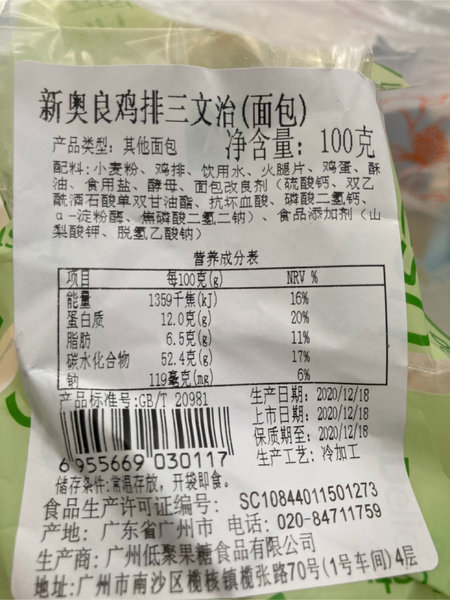 新奥良鸡排三文治(面包)
产品类型: 其他面包 净含量: 100克
配料:小麦粉、鸡排、饮用水、火腿片、鸡蛋、酥
油、食用盐、酵母、面包改良剂（硫酸钙、双乙
酰酒石酸单双甘油酯、抗坏血酸、磷酸二氢钙、
α-淀粉酶、焦磷酸二氢二钠）、食品添加剂（山
梨酸钾、脱氢乙酸钠）
营养成分表
项目 每100克(g) NRV %
能量 1359千焦(kJ) 16%
蛋白质 12.0克(g) 20%
脂肪 6.5克(g) 11%
碳水化合物 52.4克(g) 17%
钠 119毫克(mg) 6%
产品标准号:GB/T 20981
生产日期: 2020/12/18
上市日期: 2020/12/18
保质期至: 2020/12/18
生产工艺: 冷加工
6 955669 030117
储存条件:常温存放，开袋即食。
食品生产许可证编号: SC10844011501273
产地: 广东省广州市 电话: 020-84711759
生产商: 广州低聚果糖食品有限公司
地址:广州市南沙区榄核镇榄张路70号(1号车间)4层